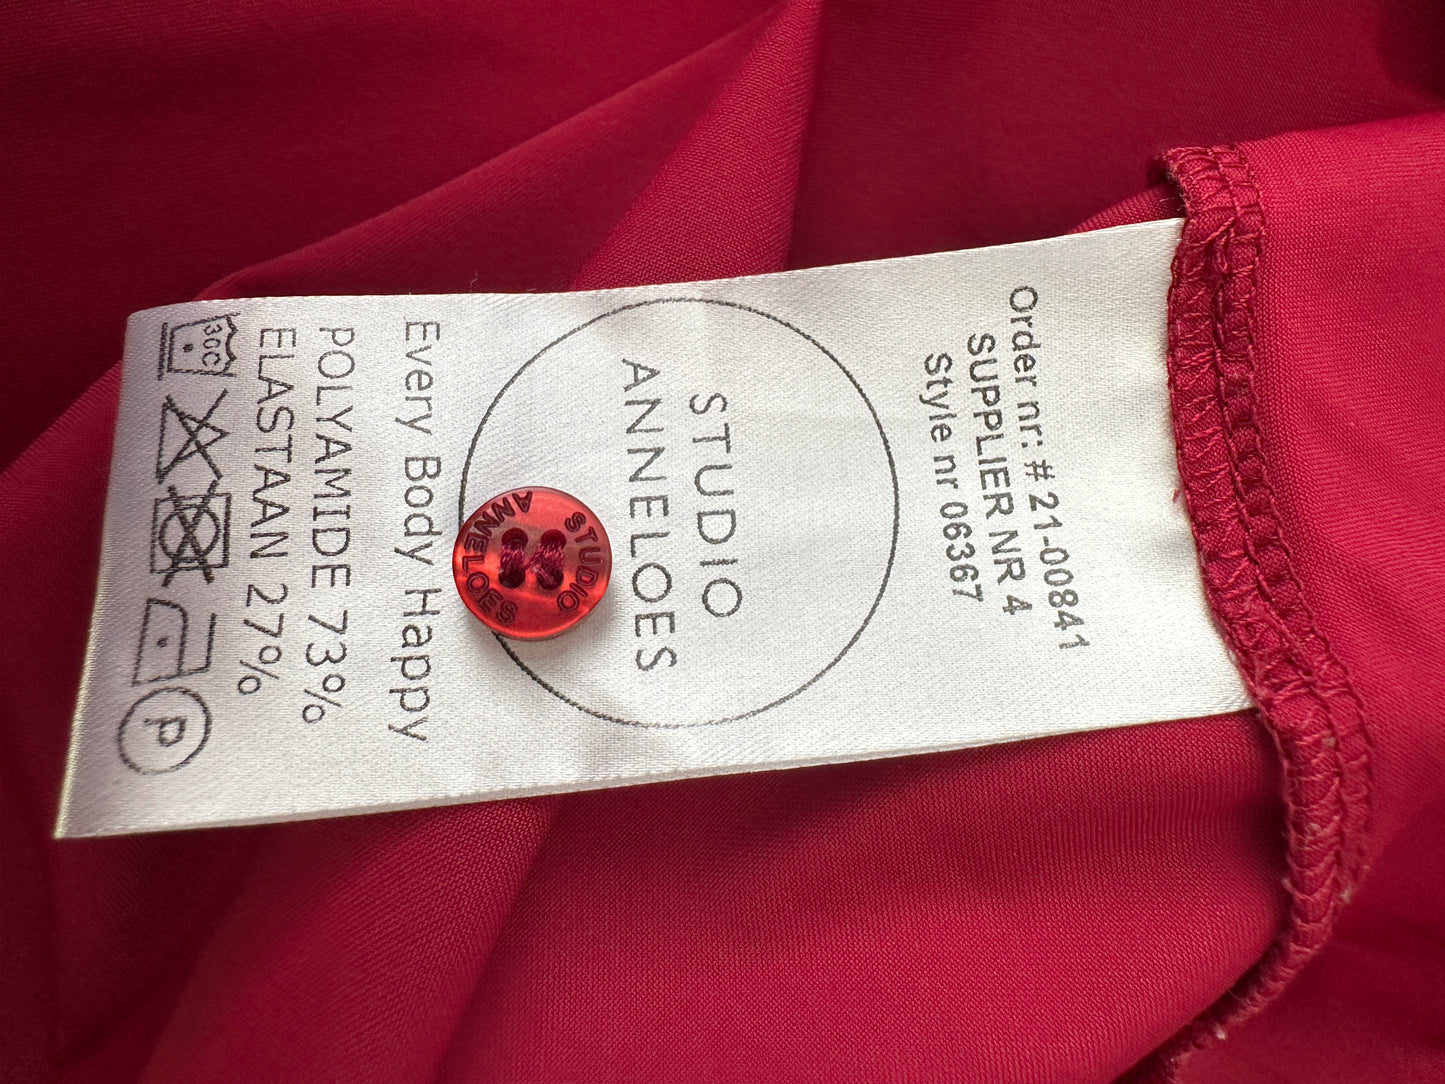 Order nr: # 21-00841
SUPPLIER NR 4
Style nr 06367
STUDIO
ANNELOES
STUDIO
ANNELOES
Every Body Happy
POLYAMIDE 73%
ELASTAAN 27%
30C
P